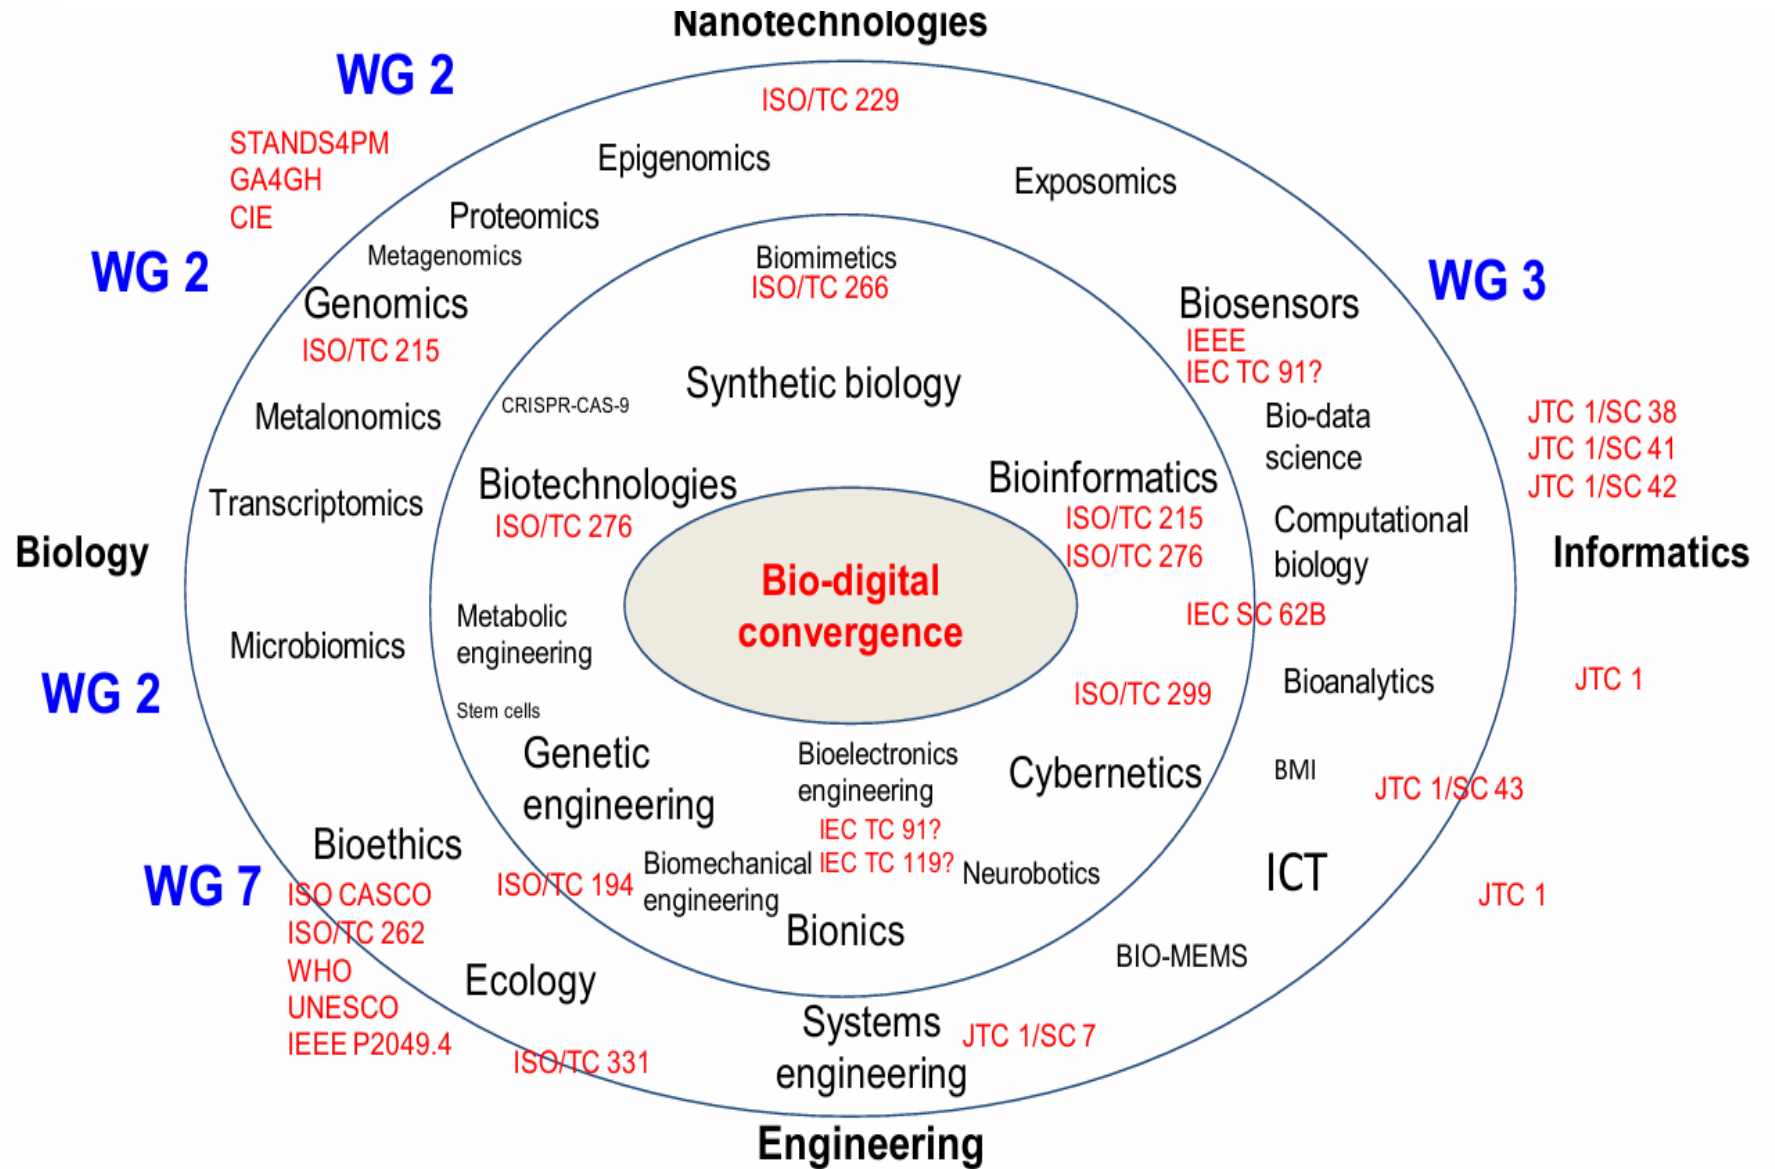 Nanotechnologies
WG 2
ISO/TC 229
STANDS4PM
GA4GH
CIE
Epigenomics
Exposomics
Proteomics
Metagenomics
WG 2
Biomimetics
ISO/TC 266
WG 3
Genomics
ISO/TC 215
Biosensors
IEEE
IEC TC 91?
Synthetic biology
CRISPR-CAS-9
Metalonomics
Bio-data
science
JTC 1/SC 38
JTC 1/SC 41
JTC 1/SC 42
Biotechnologies
ISO/TC 276
Bioinformatics
ISO/TC 215
ISO/TC 276
Transcriptomics
Computational
biology
Biology
Informatics
Bio-digital
convergence
IEC SC 62B
Metabolic
engineering
Microbiomics
WG 2
ISO/TC 299
Bioanalytics
JTC 1
Stem cells
Genetic
engineering
Bioelectronics
engineering
IEC TC 91?
IEC TC 119?
Cybernetics
BMI
JTC 1/SC 43
Bioethics
WG 7
ISO CASCO
ISO/TC 262
WHO
UNESCO
IEEE P2049.4
ISO/TC 194
Biomechanical
engineering
Neurobotics
ICT
JTC 1
Bionics
BIO-MEMS
Ecology
ISO/TC 331
Systems
engineering
JTC 1/SC 7
Engineering